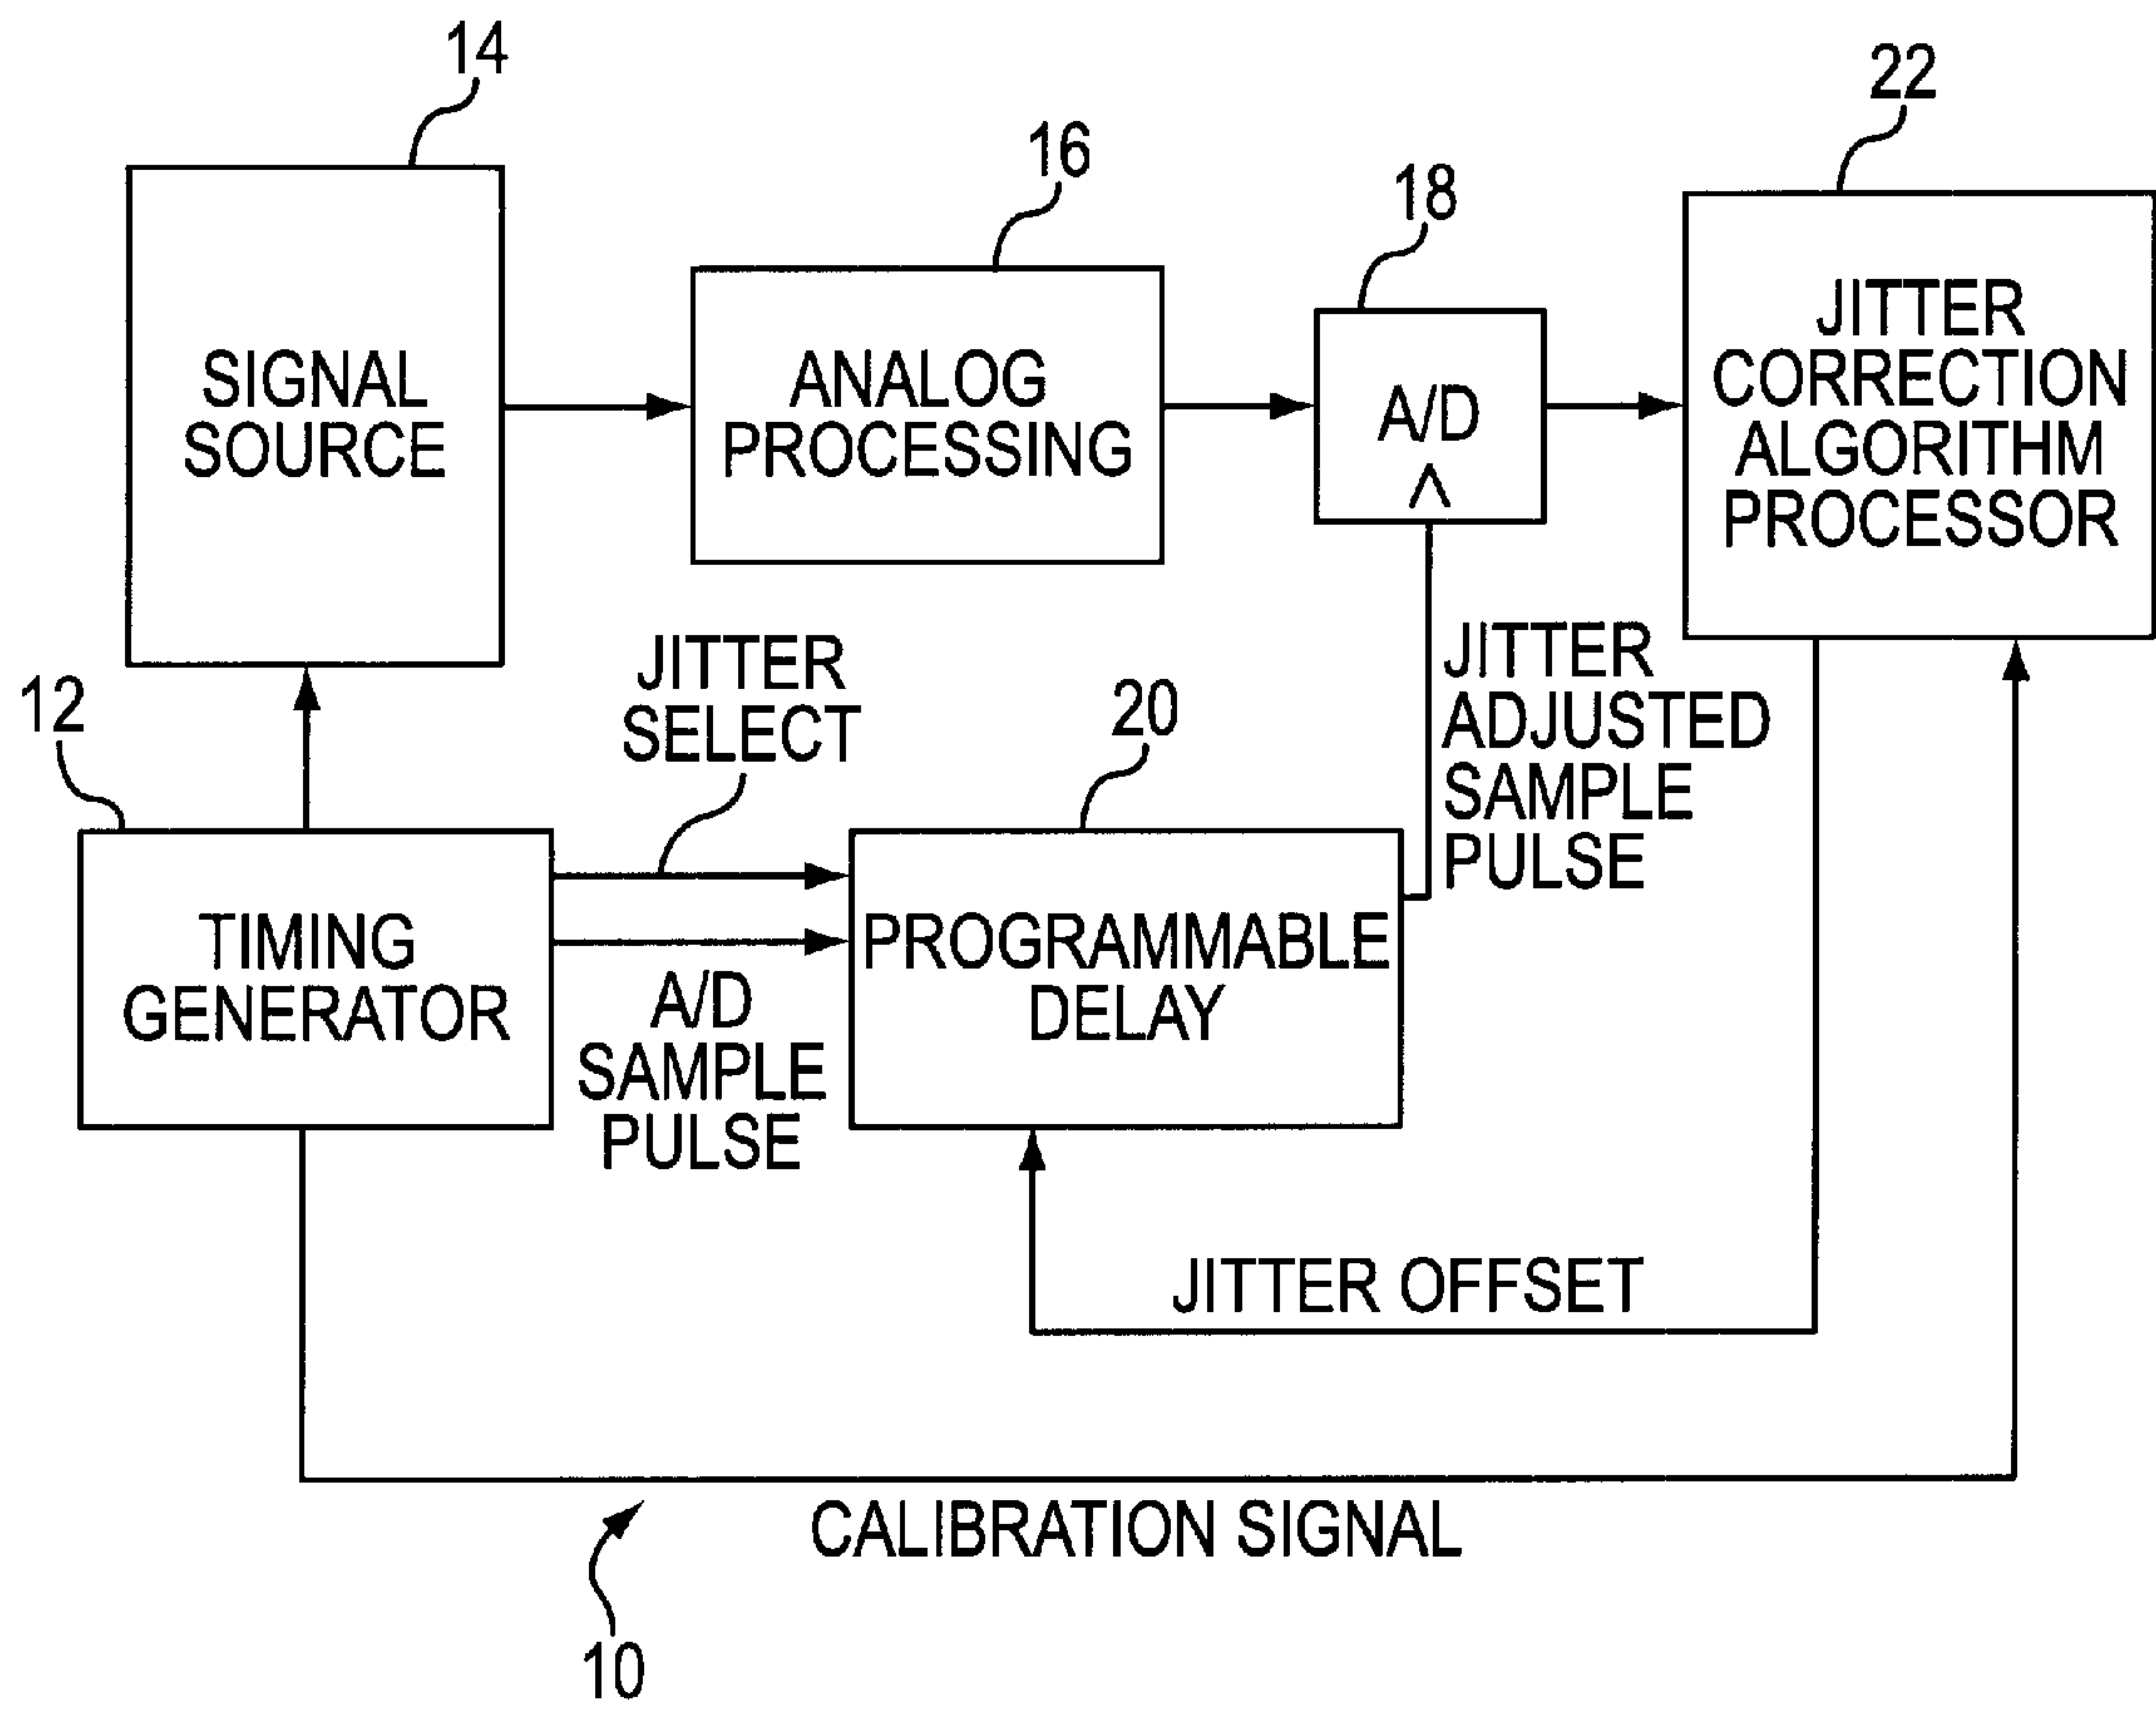 14
22
16
18
SIGNAL
SOURCE
ANALOG
PROCESSING
A/D
JITTER
CORRECTION
ALGORITHM
PROCESSOR
12
JITTER
SELECT
20
JITTER
ADJUSTED
SAMPLE
PULSE
TIMING
GENERATOR
A/D
SAMPLE
PULSE
PROGRAMMABLE
DELAY
JITTER OFFSET
CALIBRATION SIGNAL
10